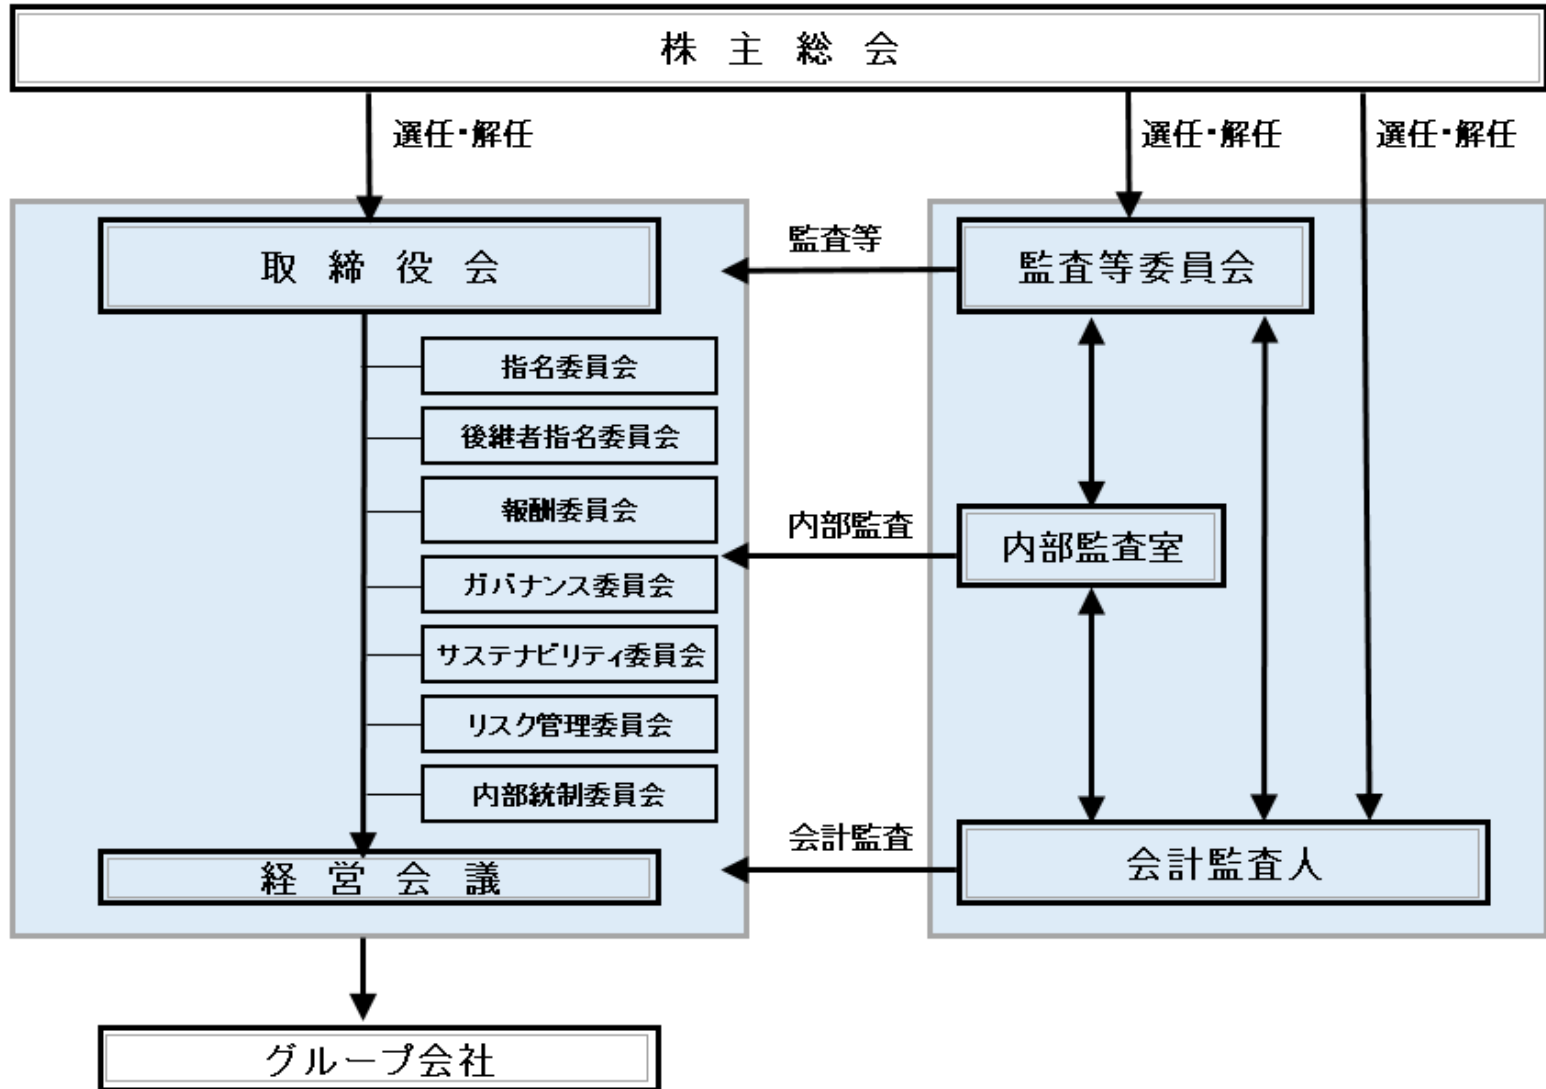 株主総会
選任・解任
選任・解任
選任・解任
取締役会
監査等
監査等委員会
指名委員会
後継者指名委員会
報酬委員会
内部監査
内部監査室
ガバナンス委員会
サステナビリティ委員会
リスク管理委員会
内部統制委員会
会計監査
経営会議
会計監査人
グループ会社